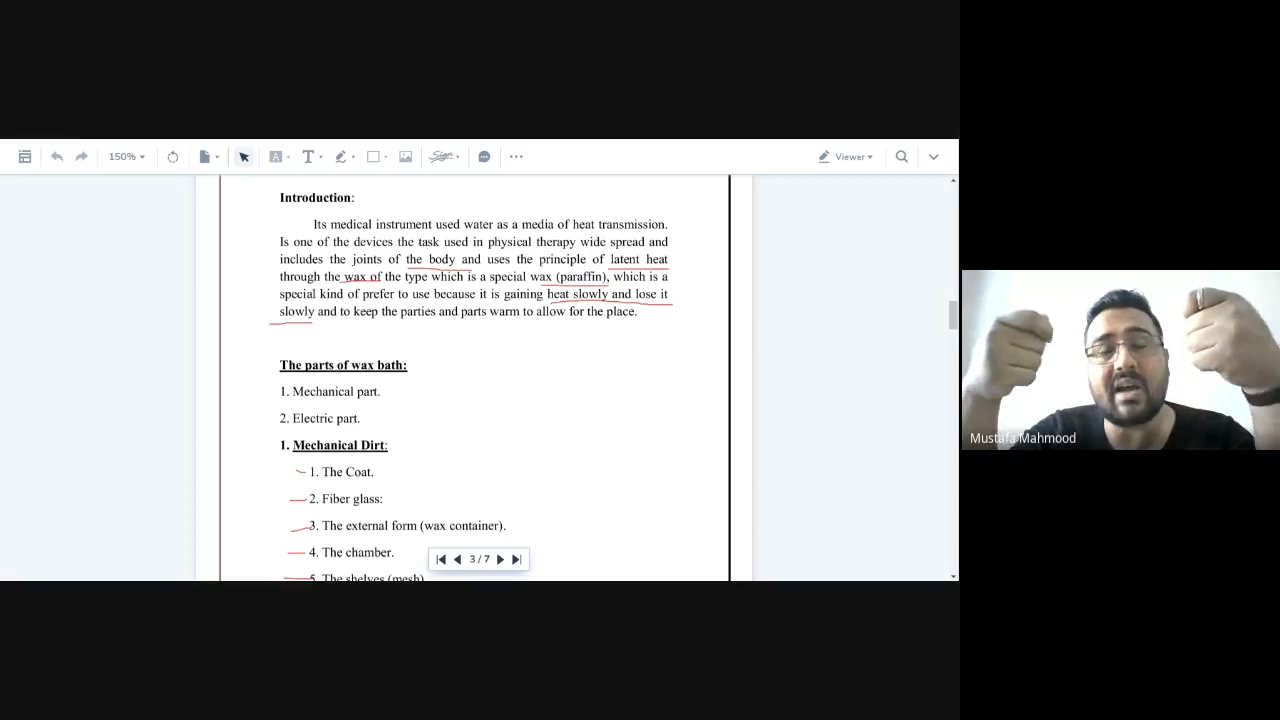 150%
Viewer
Introduction:
Its medical instrument used water as a media of heat transmission.
Is one of the devices the task used in physical therapy wide spread and
includes the joints of the body and uses the principle of latent heat
through the wax of the type which is a special wax (paraffin), which is a
special kind of prefer to use because it is gaining heat slowly and lose it
slowly and to keep the parties and parts warm to allow for the place.
The parts of wax bath:
1. Mechanical part.
2. Electric part.
1. Mechanical Dirt:
1. The Coat.
2. Fiber glass:
3. The external form (wax container).
4. The chamber.
5. The shelves (mesh)
3 / 7
Mustafa Mahmood